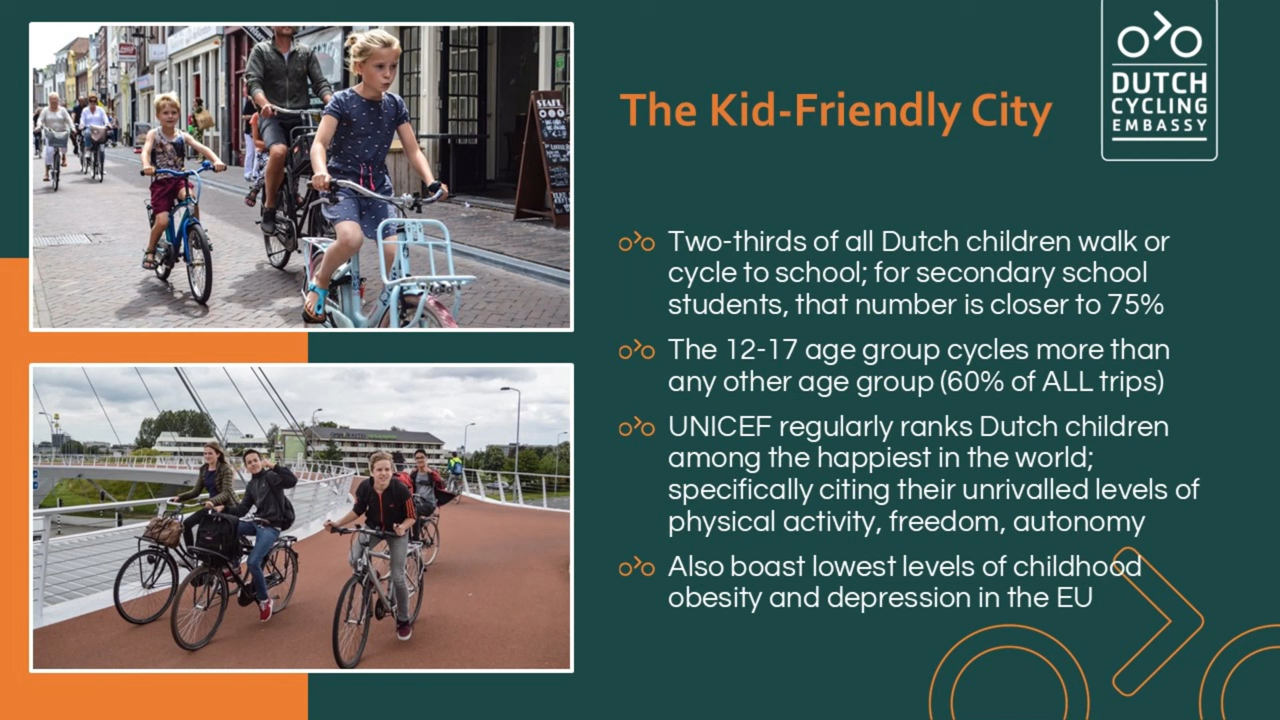 The Kid-Friendly City
DUTCH
CYCLING
EMBASSY
Two-thirds of all Dutch children walk or
cycle to school; for secondary school
students, that number is closer to 75%
The 12-17 age group cycles more than
any other age group (60% of ALL trips)
UNICEF regularly ranks Dutch children
among the happiest in the world;
specifically citing their unrivalled levels of
physical activity, freedom, autonomy
Also boast lowest levels of childhood
obesity and depression in the EU